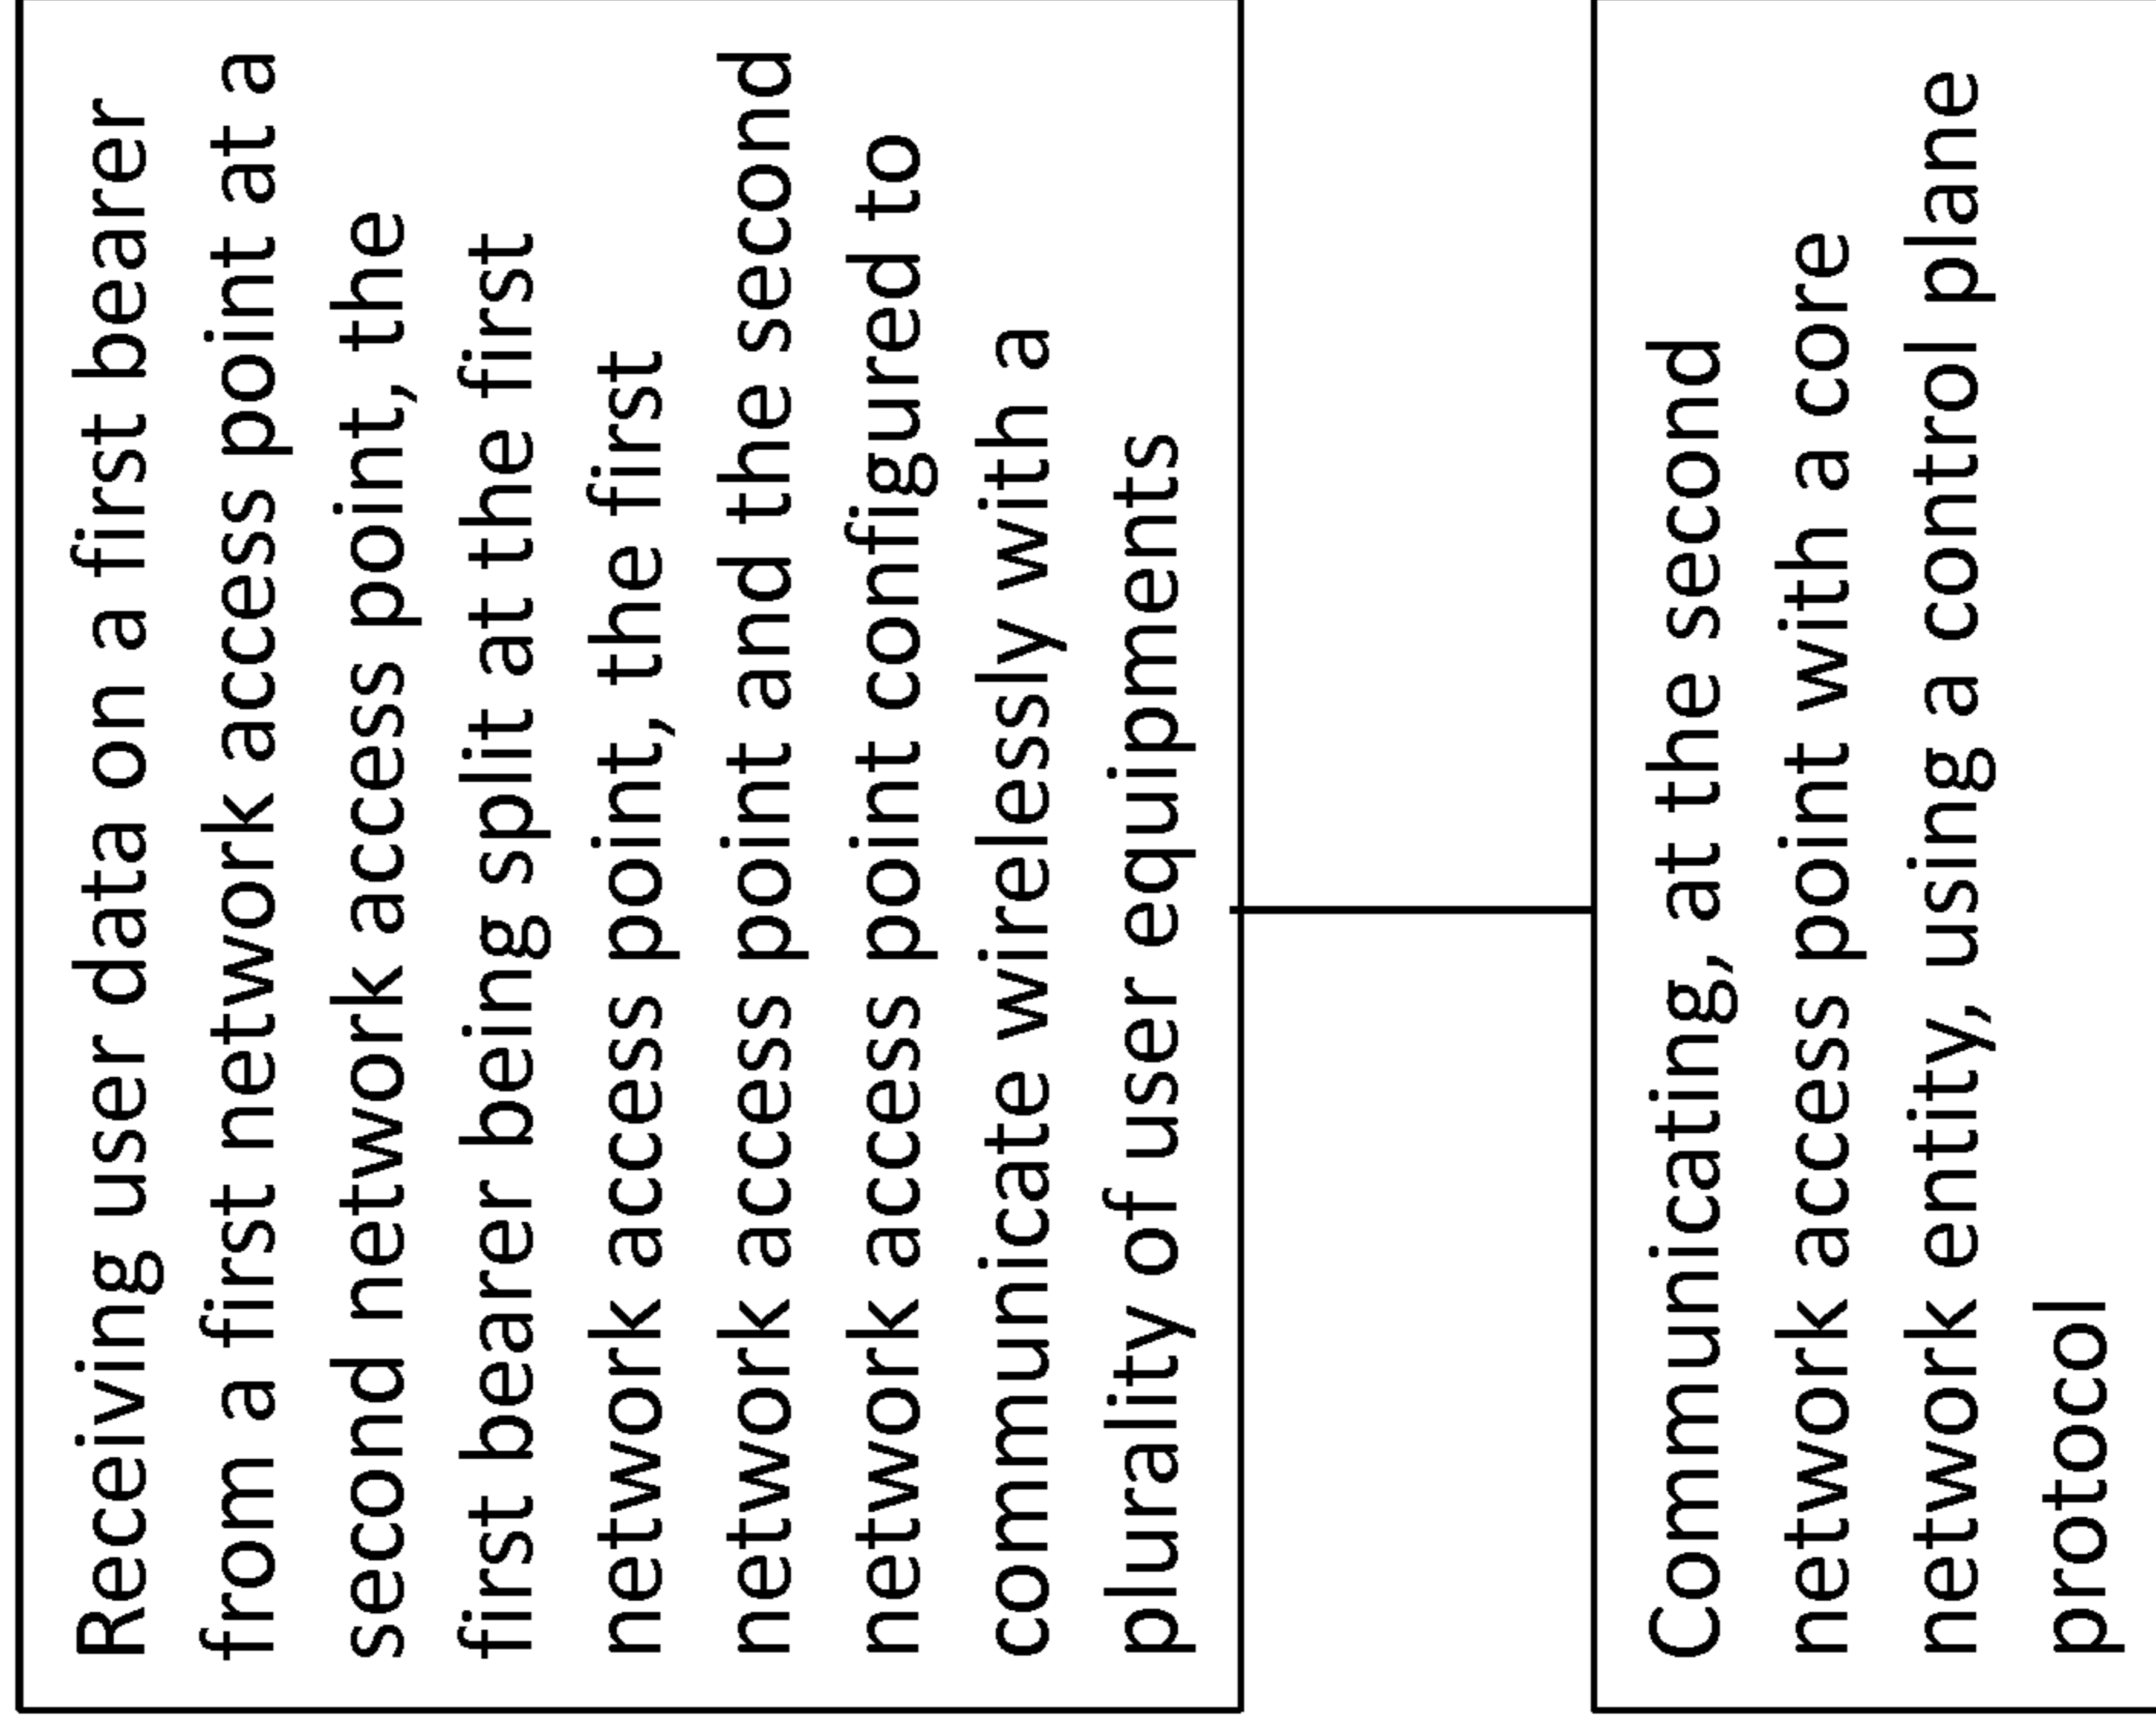 Receiving user data on a first bearer
from a first network access point at a
second network access point, the
first bearer being split at the first
network access point, the first
network access point and the second
network access point configured to
communicate wirelessly with a
plurality of user equipments
Communicating, at the second
network access point with a core
network entity, using a control plane
protocol